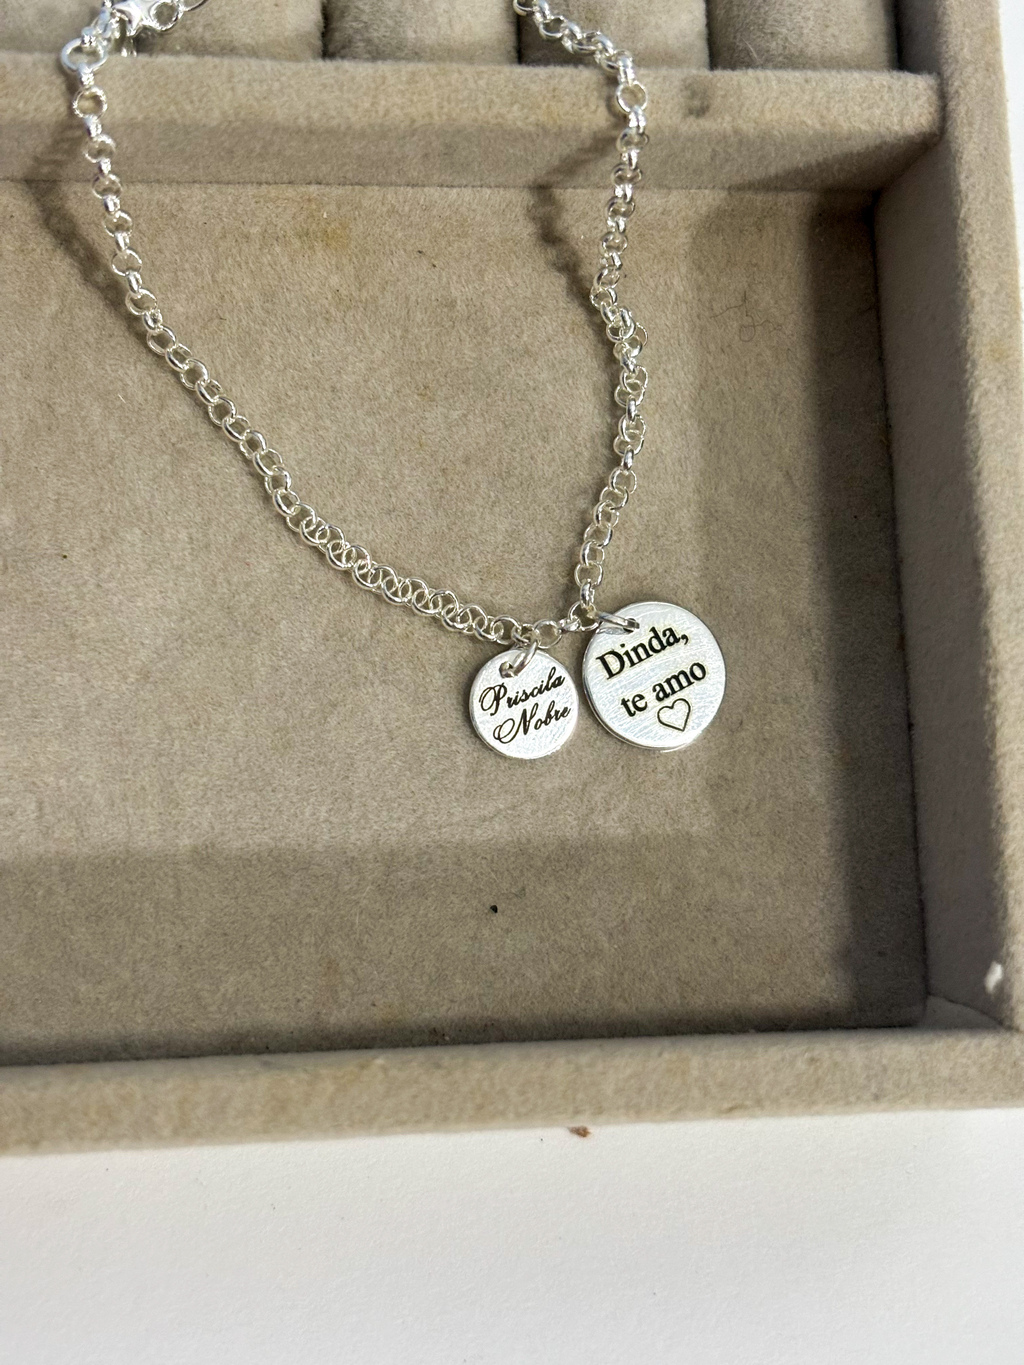 Priscila
Nobre
Dinda,
te amo